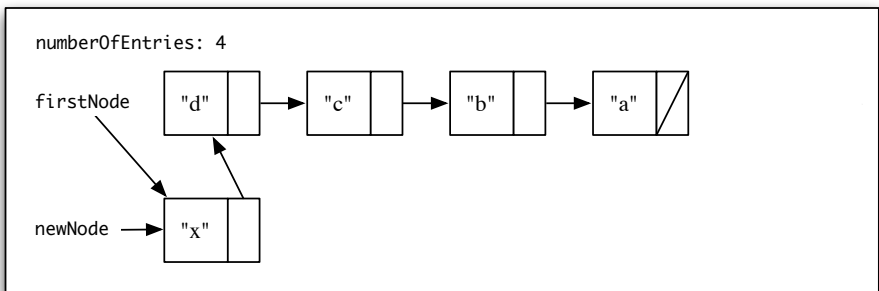 numberOfEntries: 4
firstNode "d" "c" "b" "a"
newNode "x"